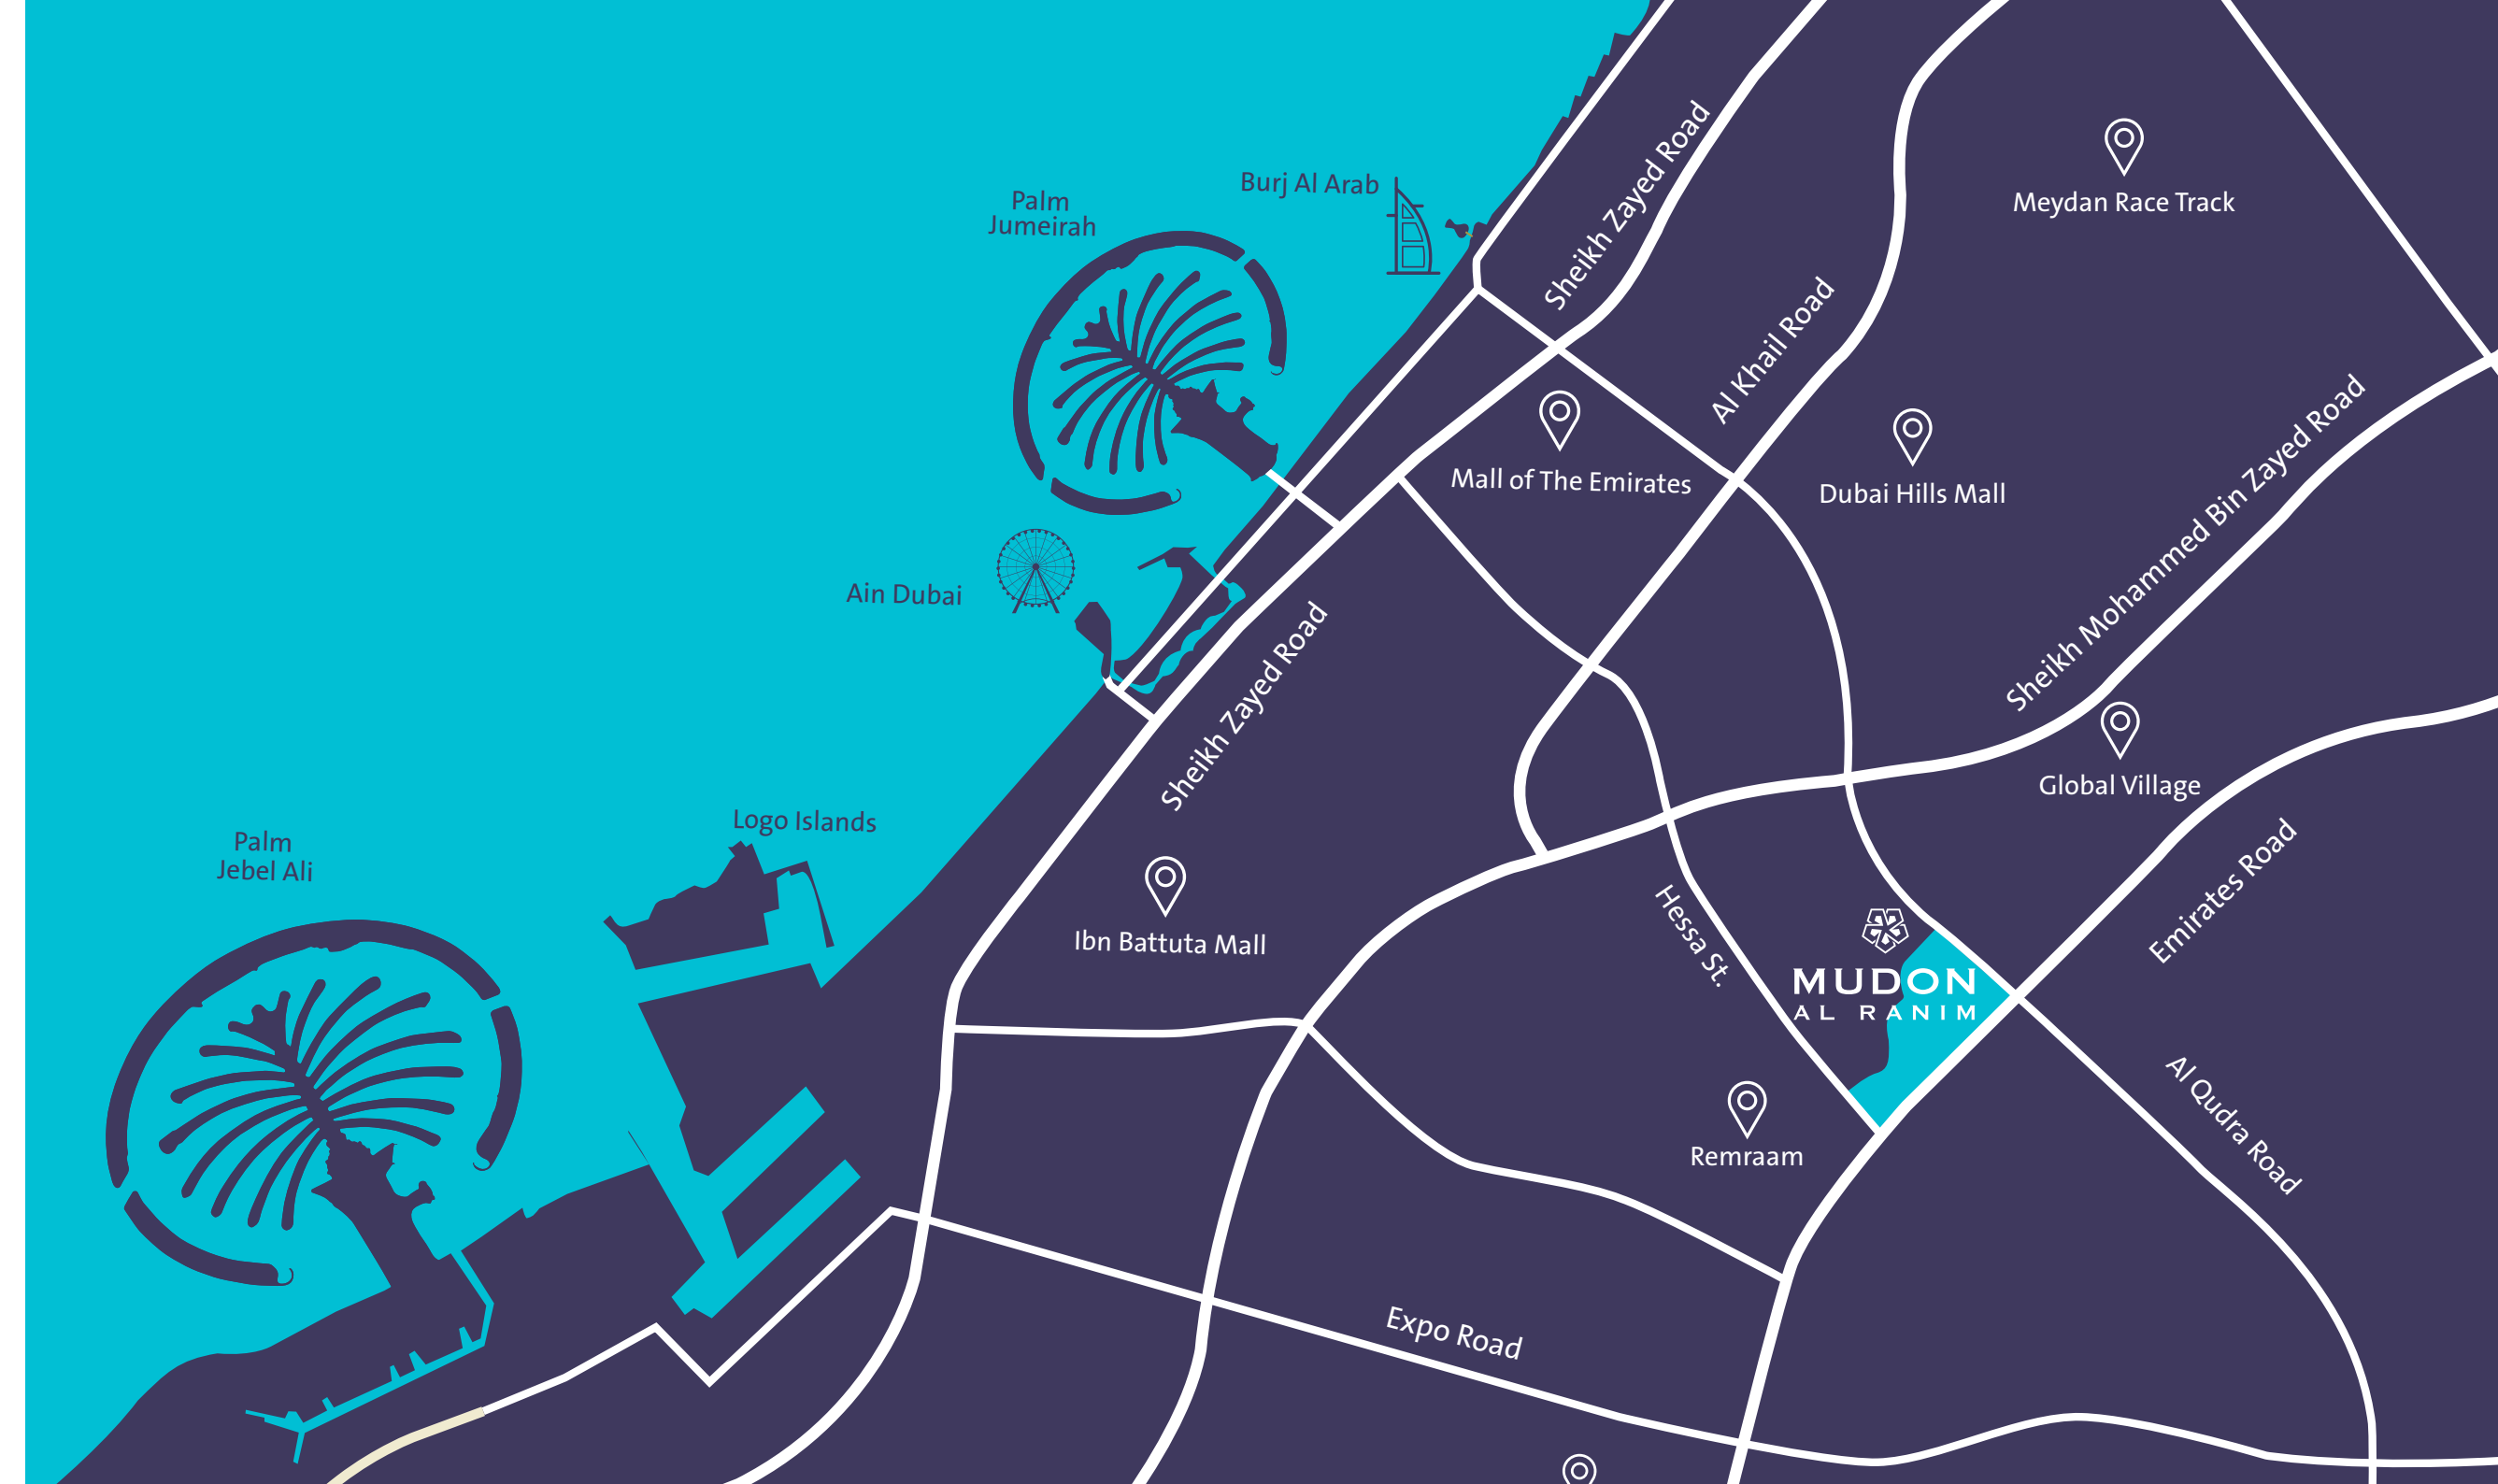 Sheikh Zayed Road
Burj Al Arab
Palm
Jumeirah
Meydan Race Track
Al Khail Road
Mall of The Emirates
Dubai Hills Mall
Sheikh Mohammed Bin Zayed Road
Ain Dubai
Sheikh Zayed Road
Global Village
Logo Islands
Palm
Jebel Ali
Emirates Road
Ibn Battuta Mall
Hessa St.
MUDON
AL RANIM
Al Qudra Road
Remraam
Expo Road